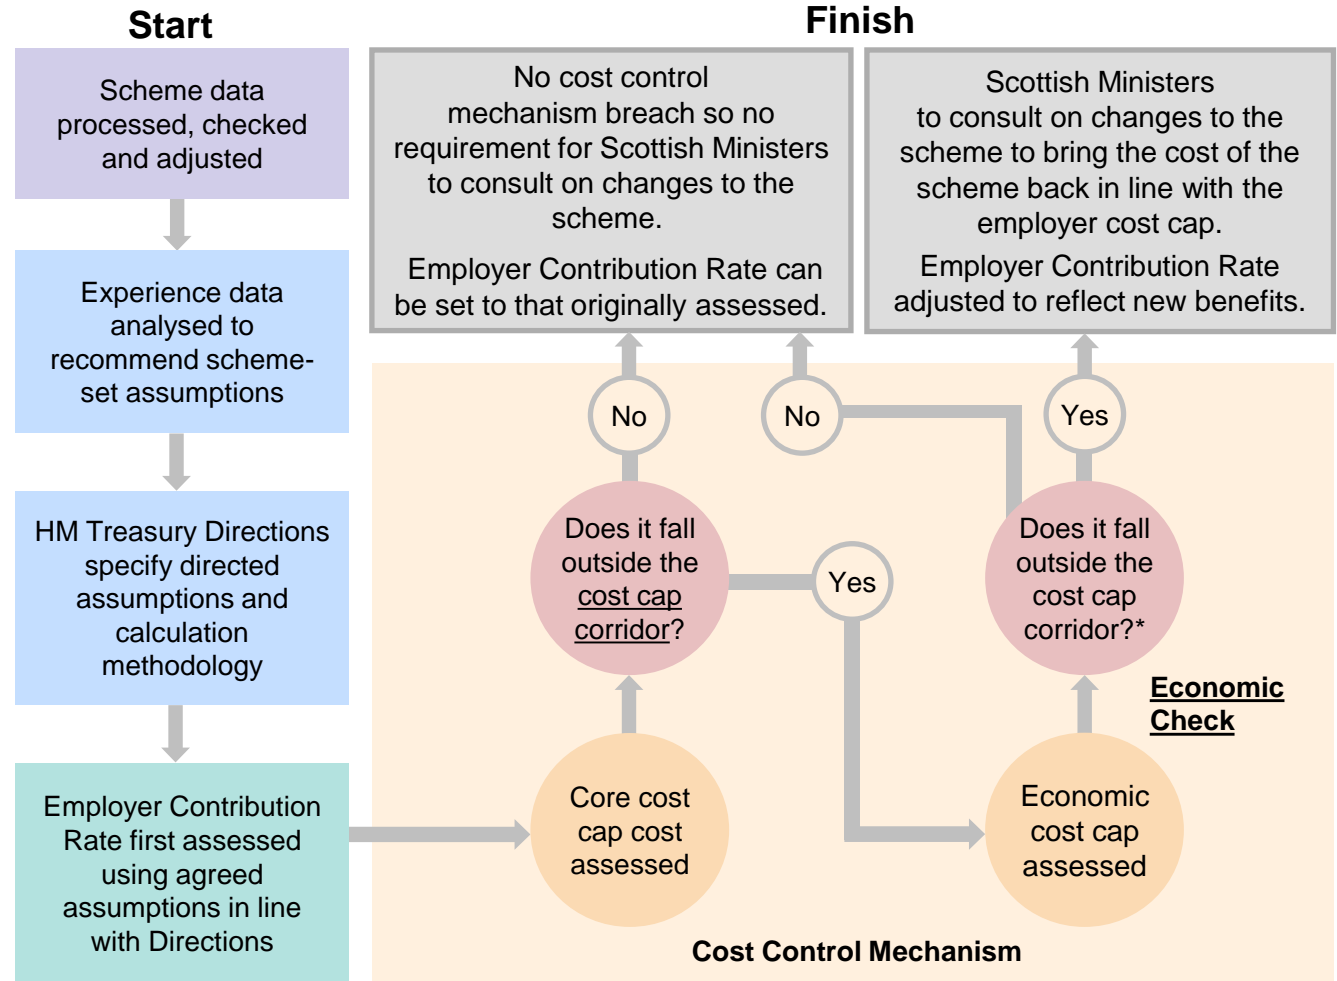 Start
Scheme data
processed, checked
and adjusted
Experience data
analysed to
recommend scheme-
set assumptions
HM Treasury Directions
specify directed
assumptions and
calculation
methodology
Employer Contribution
Rate first assessed
using agreed
assumptions in line
with Directions
Finish
No cost control
mechanism breach so no
requirement for Scottish Ministers
to consult on changes to the
scheme.
Employer Contribution Rate can
be set to that originally assessed.
Scottish Ministers
to consult on changes to the
scheme to bring the cost of the
scheme back in line with the
employer cost cap.
Employer Contribution Rate
adjusted to reflect new benefits.
No
No
Yes
Does it fall
outside the
cost cap
corridor?
Yes
Does it fall
outside the
cost cap
corridor?*
Economic
Check
Core cost
cap cost
assessed
Economic
cost cap
assessed
Cost Control Mechanism